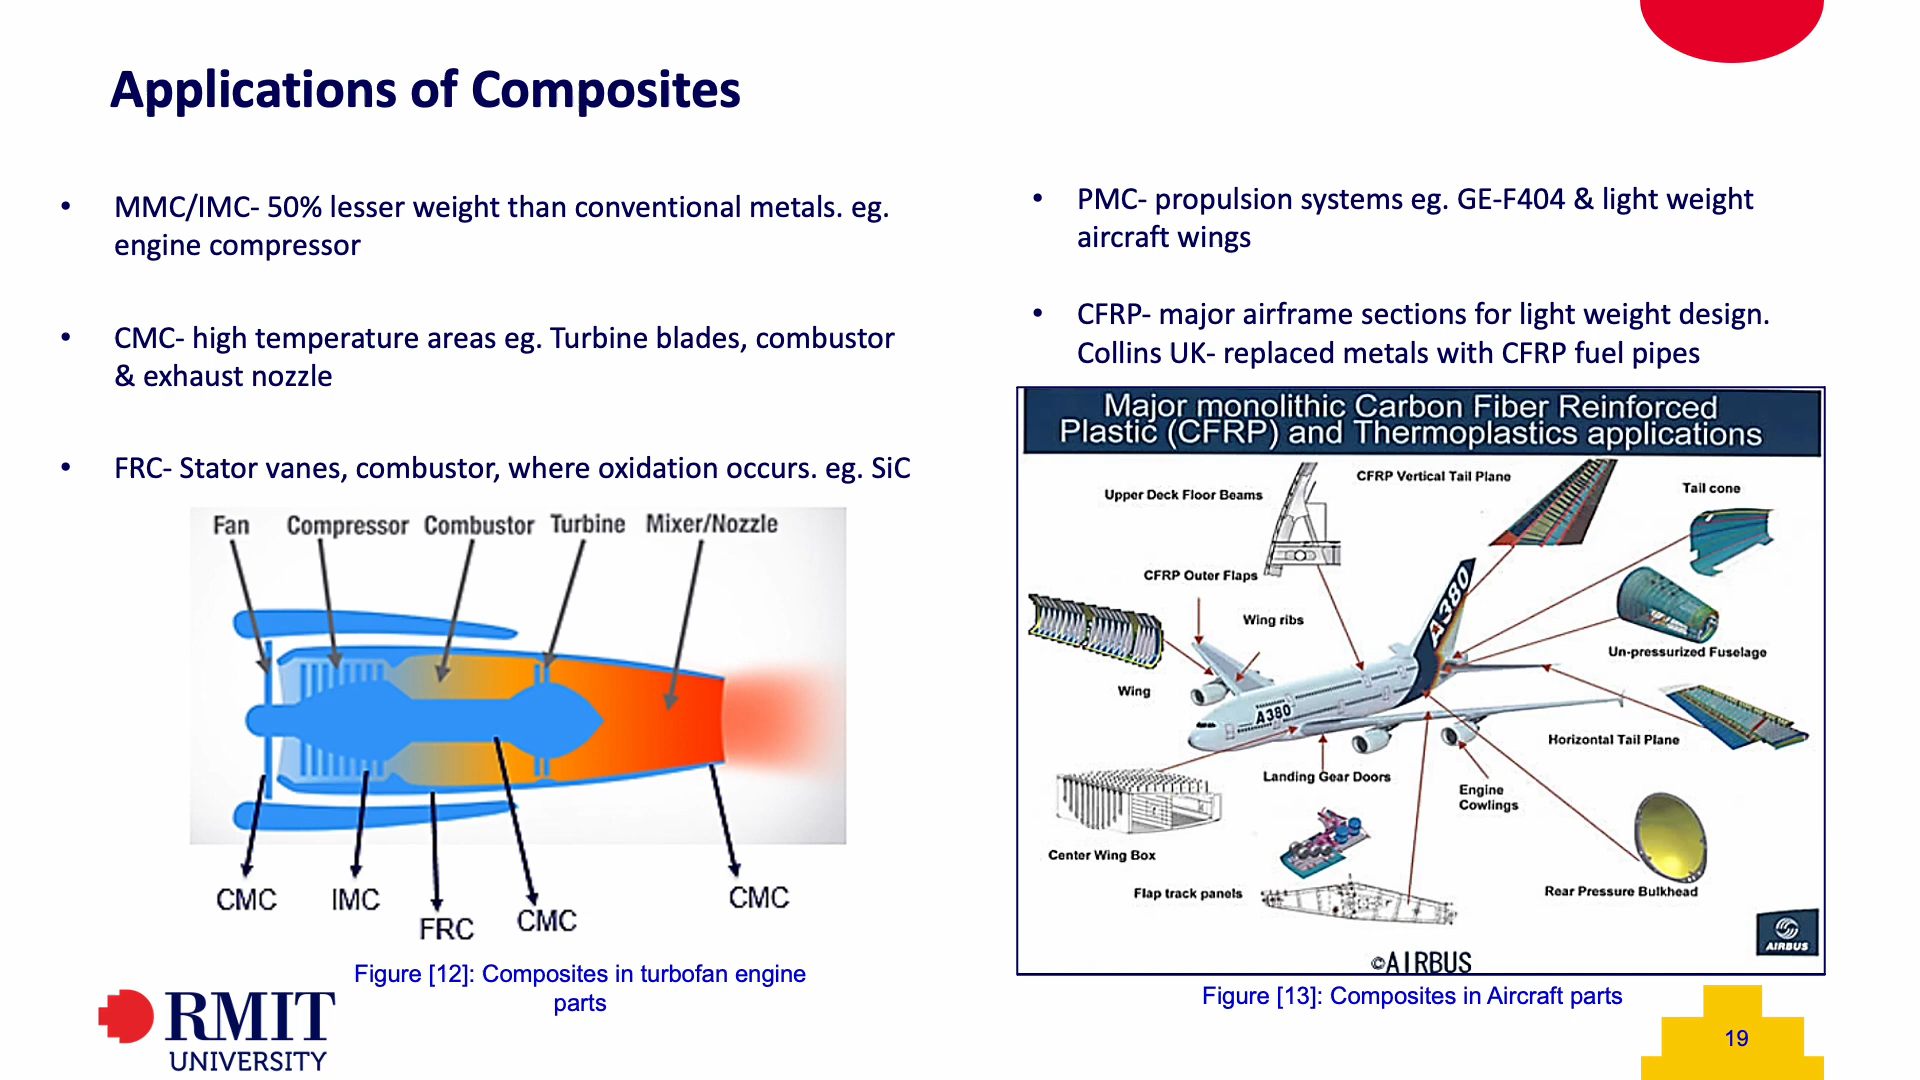 Applications of Composites
• MMC/IMC- 50% lesser weight than conventional metals. eg.
engine compressor
• CMC- high temperature areas eg. Turbine blades, combustor
& exhaust nozzle
• FRC- Stator vanes, combustor, where oxidation occurs. eg. SiC
Fan Compressor Combustor Turbine Mixer/Nozzle
CMC IMC FRC CMC CMC
Figure [12]: Composites in turbofan engine
parts
• PMC- propulsion systems eg. GE-F404 & light weight
aircraft wings
• CFRP- major airframe sections for light weight design.
Collins UK- replaced metals with CFRP fuel pipes
Major monolithic Carbon Fiber Reinforced
Plastic (CFRP) and Thermoplastics applications
CFRP Vertical Tail Plane
Upper Deck Floor Beams
Tail cone
CFRP Outer Flaps
Wing ribs
Un-pressurized Fuselage
Wing
A380
A380
Horizontal Tail Plane
Landing Gear Doors
Engine
Cowlings
Center Wing Box
Flap track panels
Rear Pressure Bulkhead
AIRBUS
©AIRBUS
Figure [13]: Composites in Aircraft parts
RMIT
UNIVERSITY
19